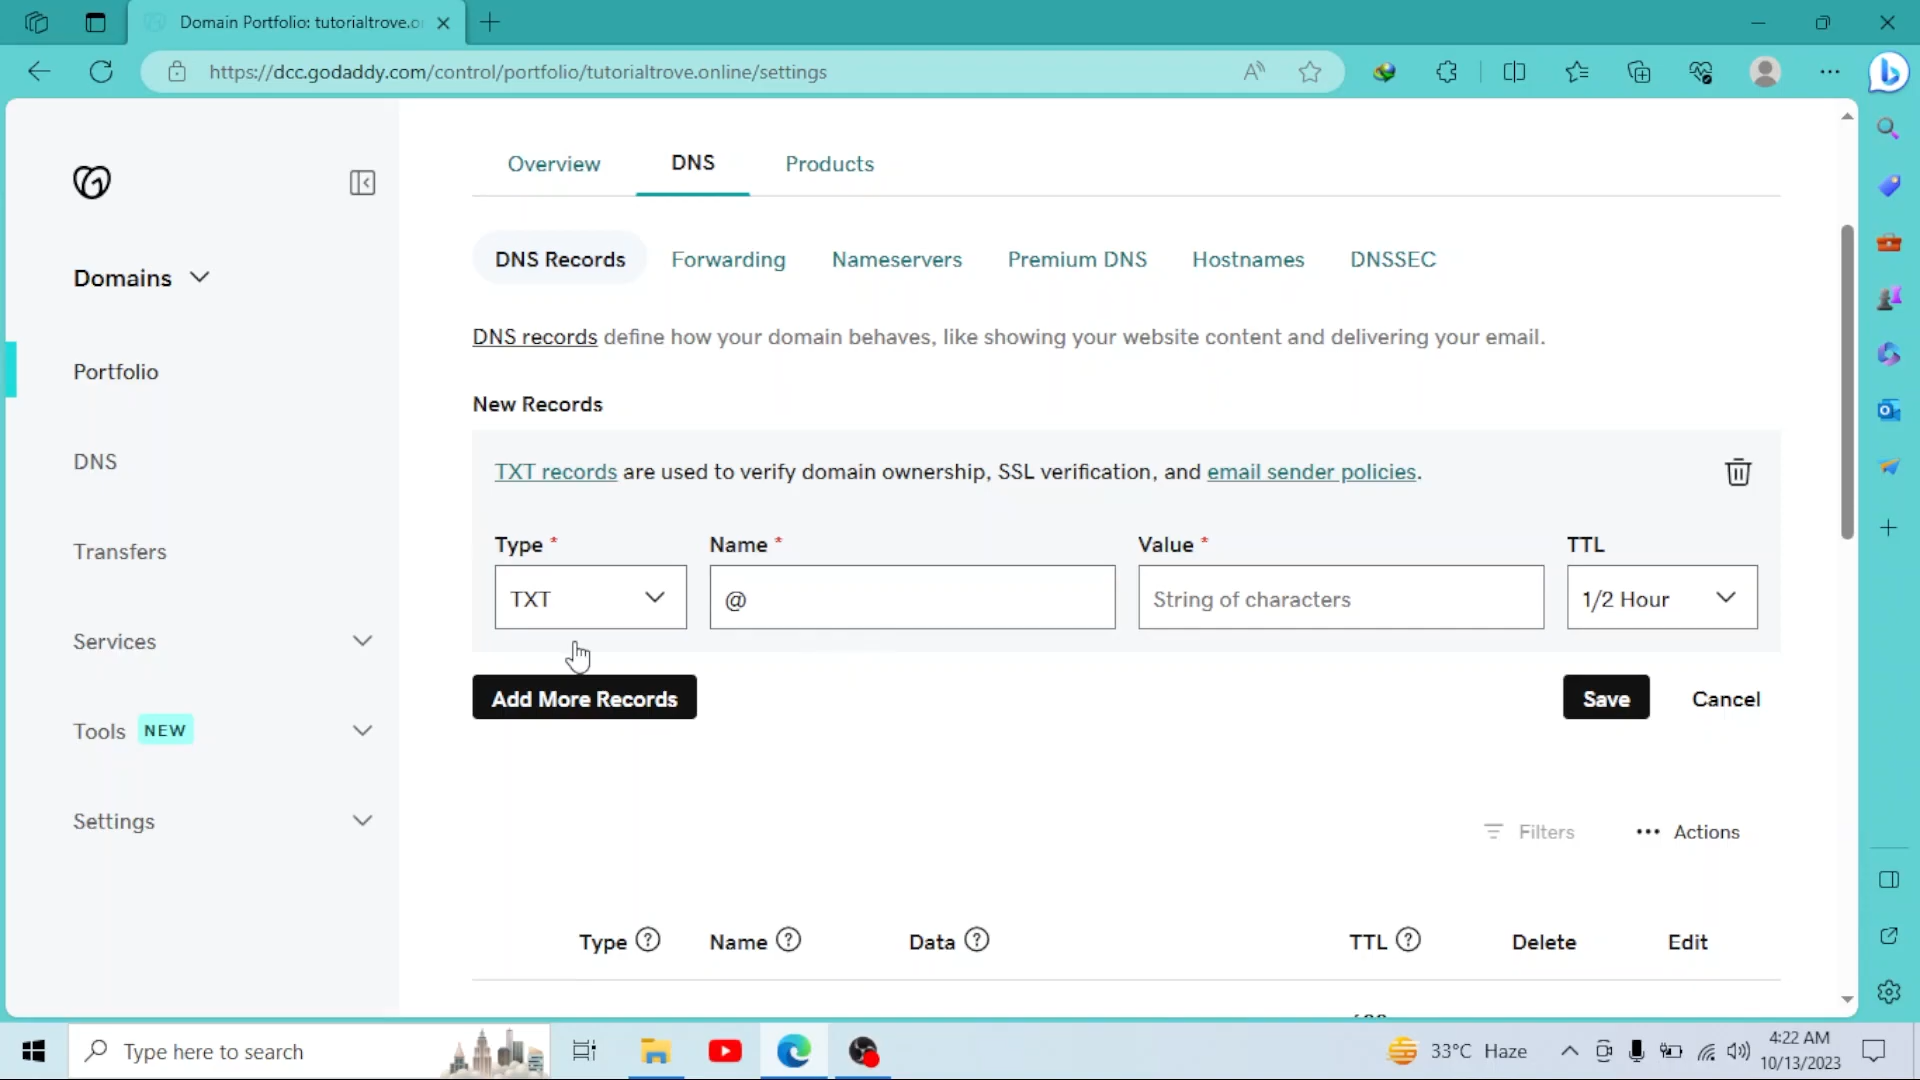 Domain Portfolio: tutorialtrove.o
https://dcc.godaddy.com/control/portfolio/tutorialtrove.online/settings
Domains
Portfolio
DNS
Transfers
Services
Tools NEW
Settings
Overview DNS Products
DNS Records Forwarding Nameservers Premium DNS Hostnames DNSSEC
DNS records define how your domain behaves, like showing your website content and delivering your email.
New Records
TXT records are used to verify domain ownership, SSL verification, and email sender policies.
Type * Name * Value * TTL
TXT @ String of characters 1/2 Hour
Add More Records Save Cancel
Filters ••• Actions
Type Name Data TTL Delete Edit
Type here to search
33°C Haze
4:22 AM
10/13/2023